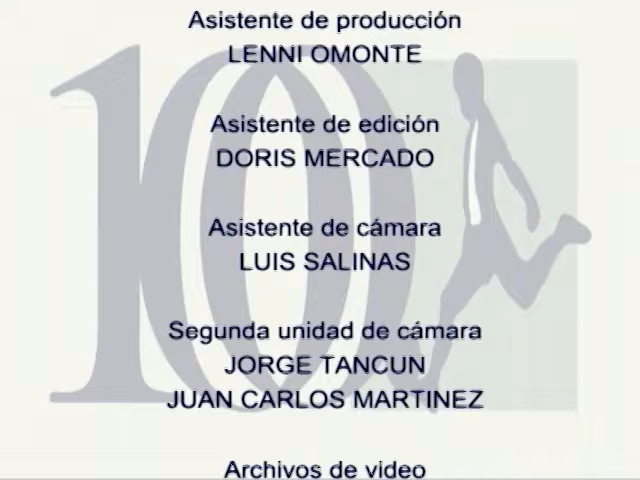 Asistente de producción
LENNI OMONTE
Asistente de edición
DORIS MERCADO
Asistente de cámara
LUIS SALINAS
Segunda unidad de cámara
JORGE TANCUN
JUAN CARLOS MARTINEZ
Archivos de video
100